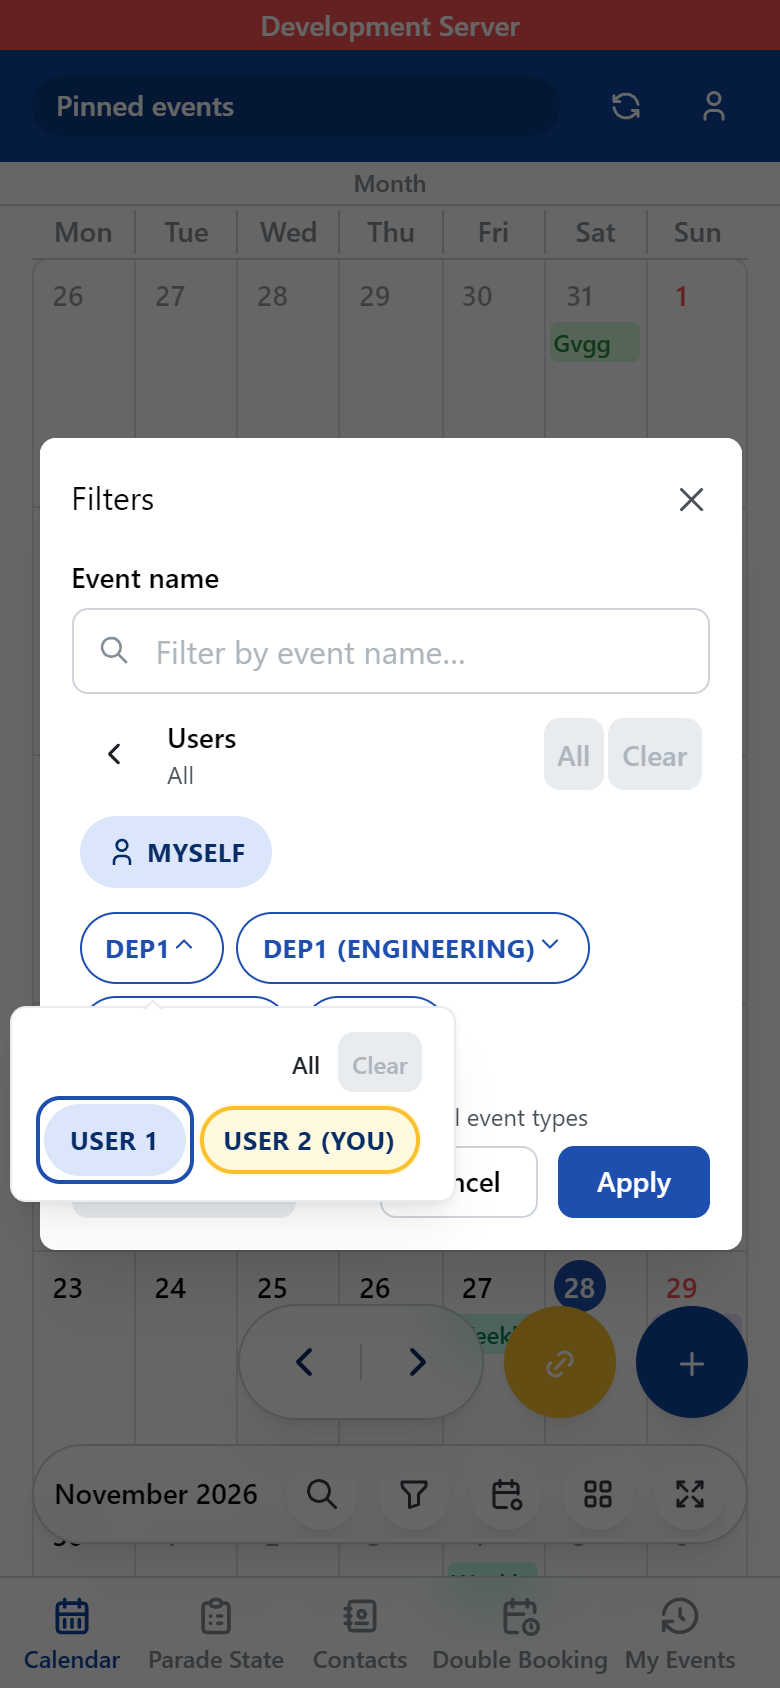 Development Server
Pinned events
Month
Mon Tue Wed Thu Fri Sat Sun
26 27 28 29 30 31 1
Gvgg
Filters
Event name
Filter by event name...
Users
All
All Clear
MYSELF
DEP1 DEP1 (ENGINEERING)
All Clear
USER 1 USER 2 (YOU)
event types
Apply
23 24 25 26 27 28 29
November 2026
Calendar Parade State Contacts Double Booking My Events